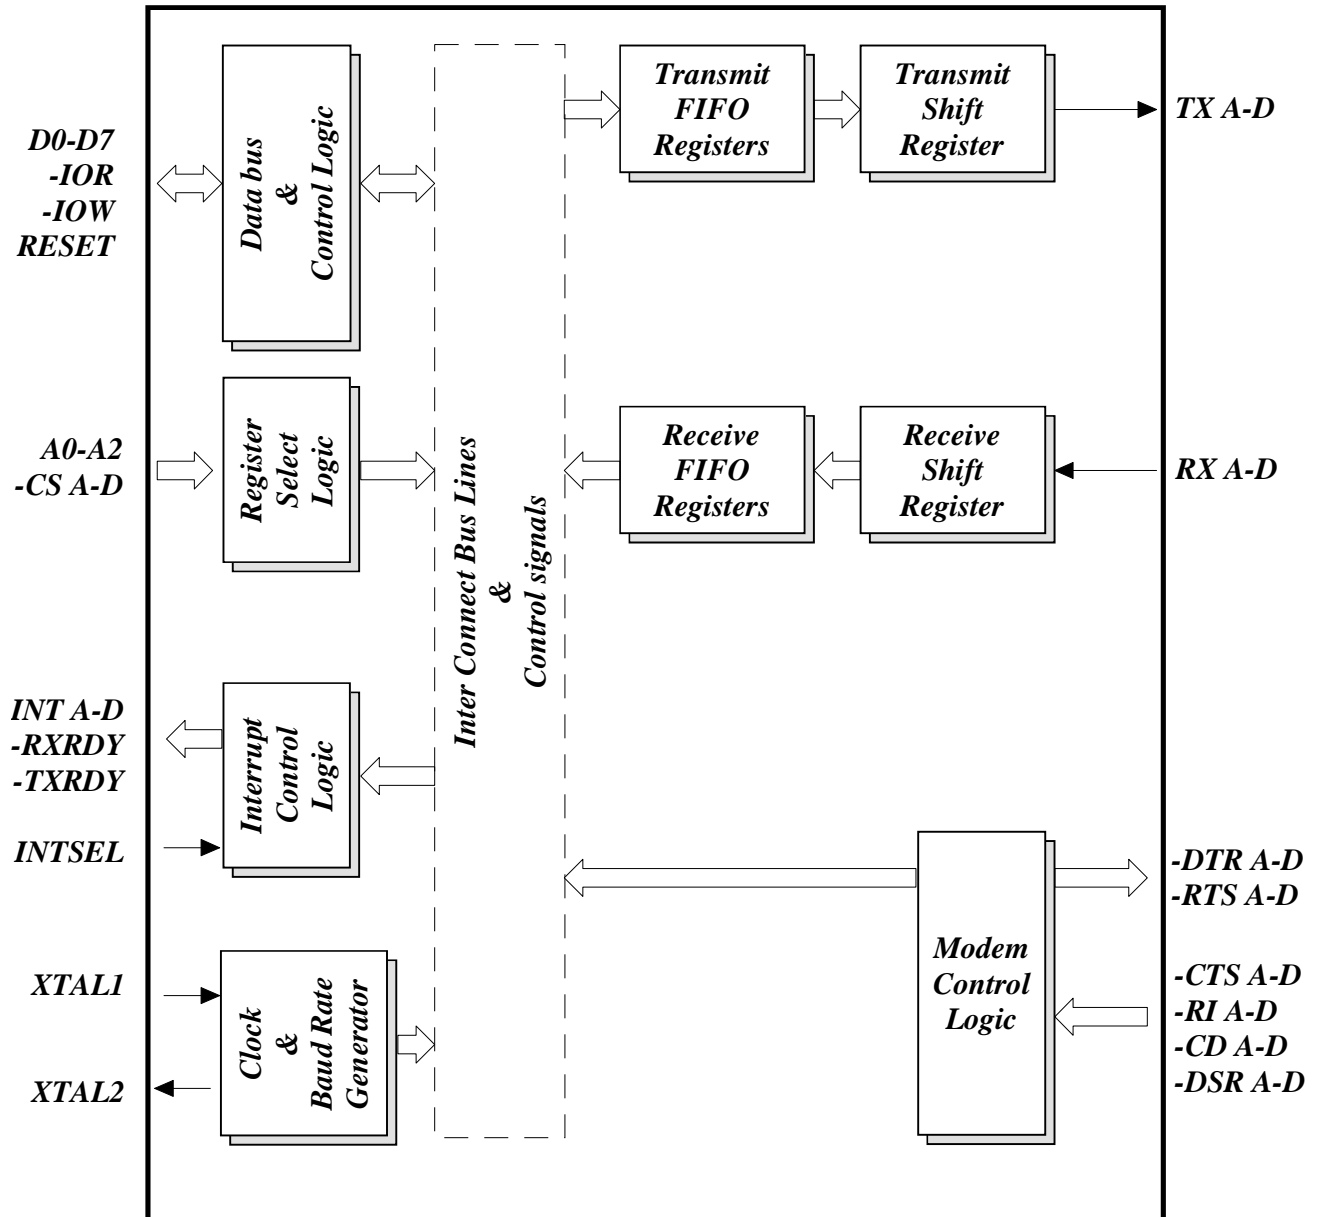 D0-D7
-IOR
-IOW
RESET
Data bus
&
Control Logic
A0-A2
-CS A-D
Register
Select
Logic
INT A-D
-RXRDY
-TXRDY
INTSEL
Interrupt
Control
Logic
XTAL1
XTAL2
Clock
&
Baud Rate
Generator
Inter Connect Bus Lines
&
Control signals
Transmit
FIFO
Registers
Transmit
Shift
Register
TX A-D
Receive
FIFO
Registers
Receive
Shift
Register
RX A-D
Modem
Control
Logic
-DTR A-D
-RTS A-D
-CTS A-D
-RI A-D
-CD A-D
-DSR A-D